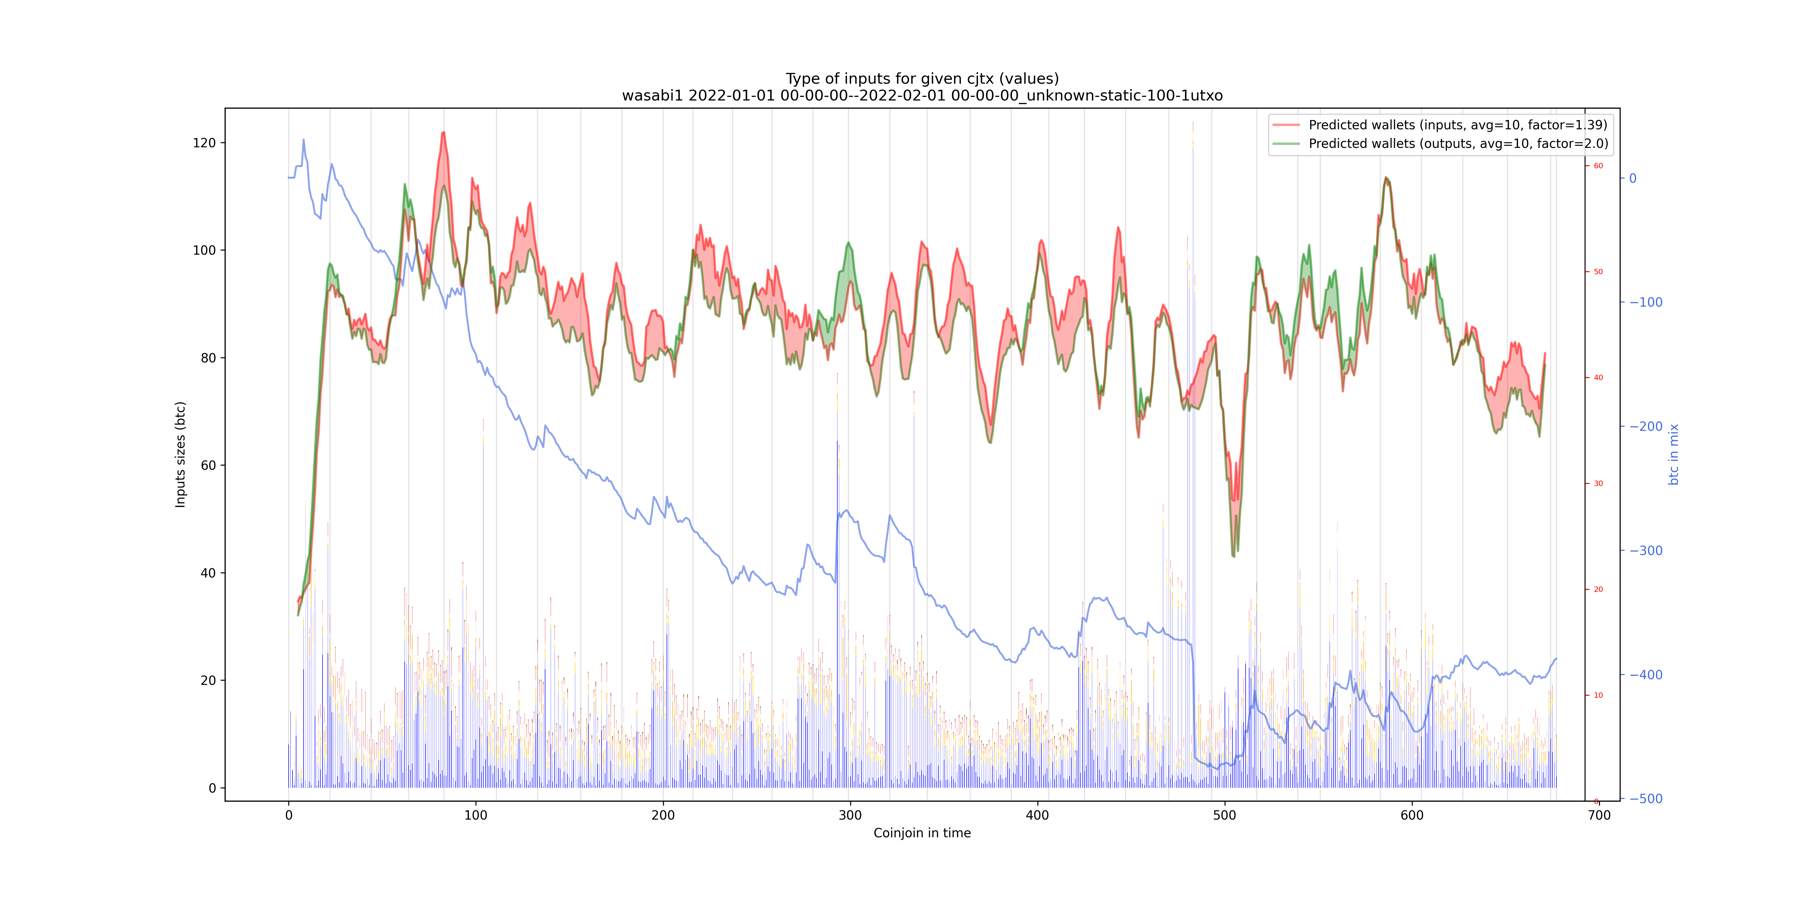 Type of inputs for given cjtx (values)
wasabi1 2022-01-01 00-00-00--2022-02-01 00-00-00_unknown-static-100-1utxo
Predicted wallets (inputs, avg=10, factor=1.39)
Predicted wallets (outputs, avg=10, factor=2.0)
Inputs sizes (btc)
120
100
80
60
40
20
0
60
50
40
30
20
10
0
0
−100
−200
−300
−400
−500
btc in mix
0 100 200 300 400 500 600 700
Coinjoin in time